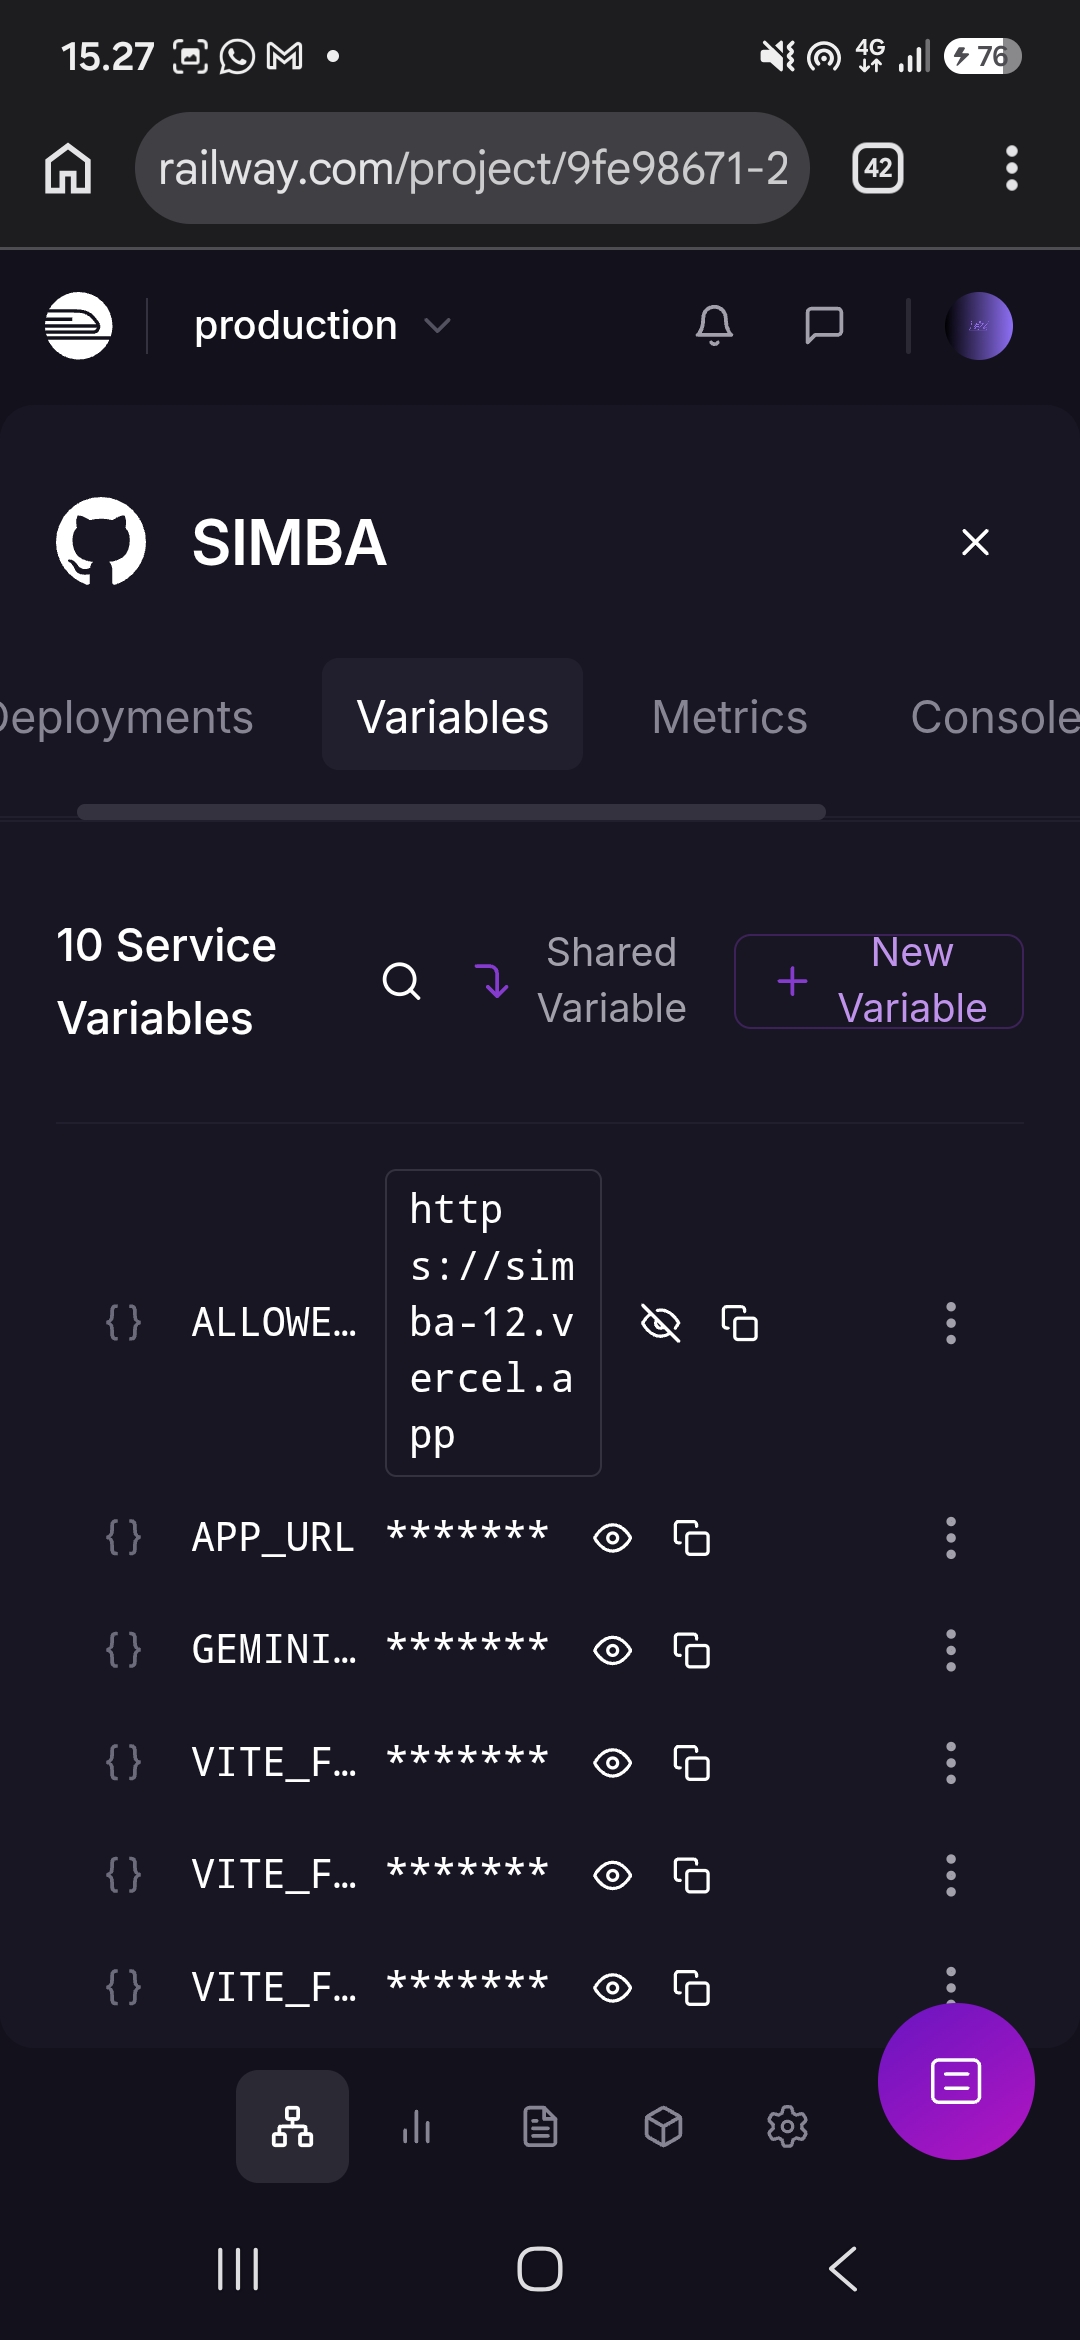 15.27
4G
76
railway.com/project/9fe98671-2
42
production
SIMBA
Deployments
Variables
Metrics
Console
10 Service
Variables
Shared
Variable
New
Variable
ALLOWE…
http
s://sim
ba-12.v
ercel.a
pp
APP_URL *******
GEMINI… *******
VITE_F… *******
VITE_F… *******
VITE_F… *******